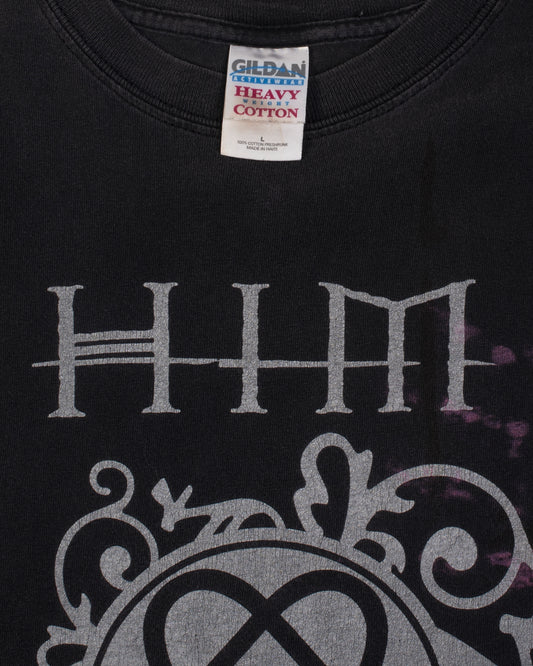 GILDAN
ACTIVEWEAR
HEAVY
WEIGHT
COTTON
L
100% COTTON PRESHRUNK
MADE IN HAITI
HIM